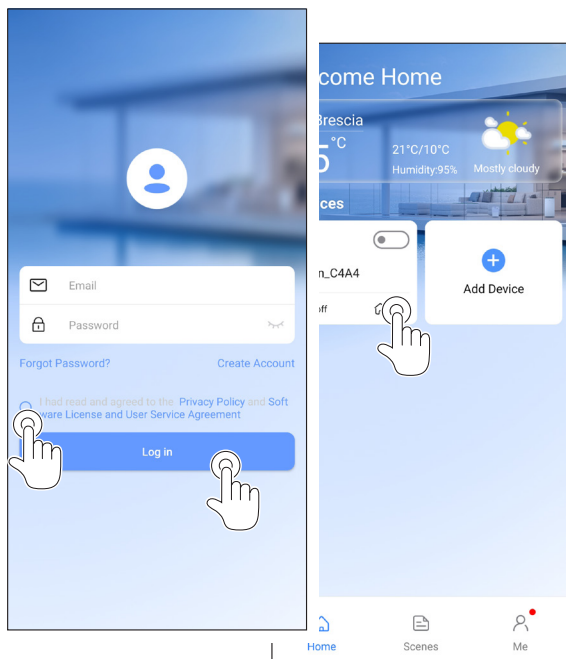 Email
Password
Forgot Password?
Create Account
I had read and agreed to the Privacy Policy and Soft
ware License and User Service Agreement
Log in
come Home
Brescia
°C
21°C/10°C
Humidity:95%
Mostly cloudy
ces
n_C4A4
off
Add Device
Home
Scenes
Me